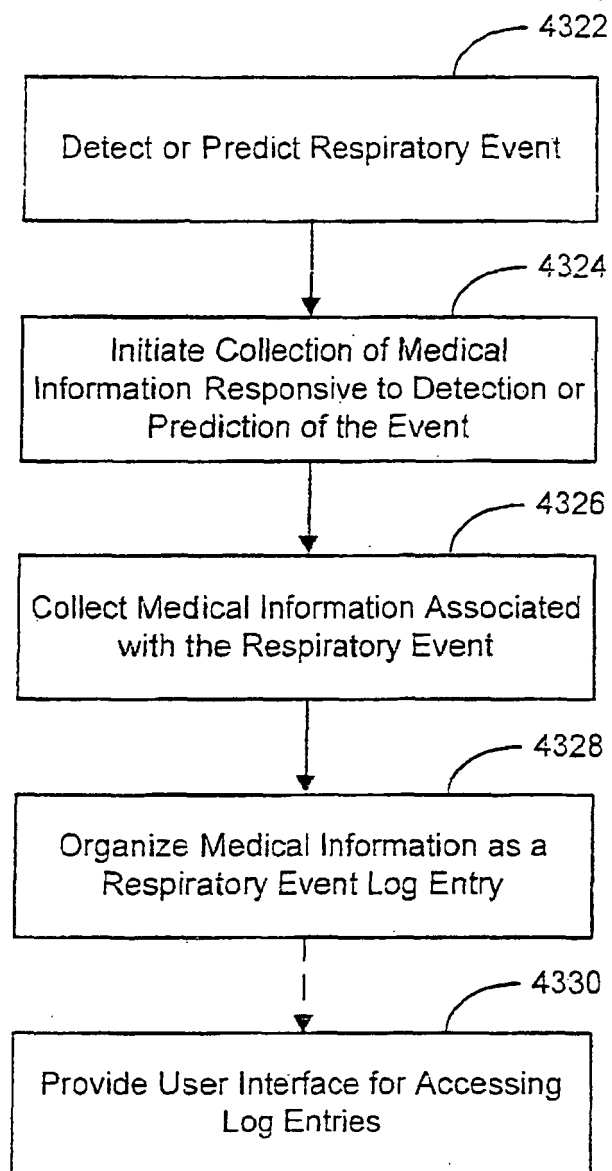 4322
Detect or Predict Respiratory Event
4324
Initiate Collection of Medical
Information Responsive to Detection or
Prediction of the Event
4326
Collect Medical Information Associated
with the Respiratory Event
4328
Organize Medical Information as a
Respiratory Event Log Entry
4330
Provide User Interface for Accessing
Log Entries